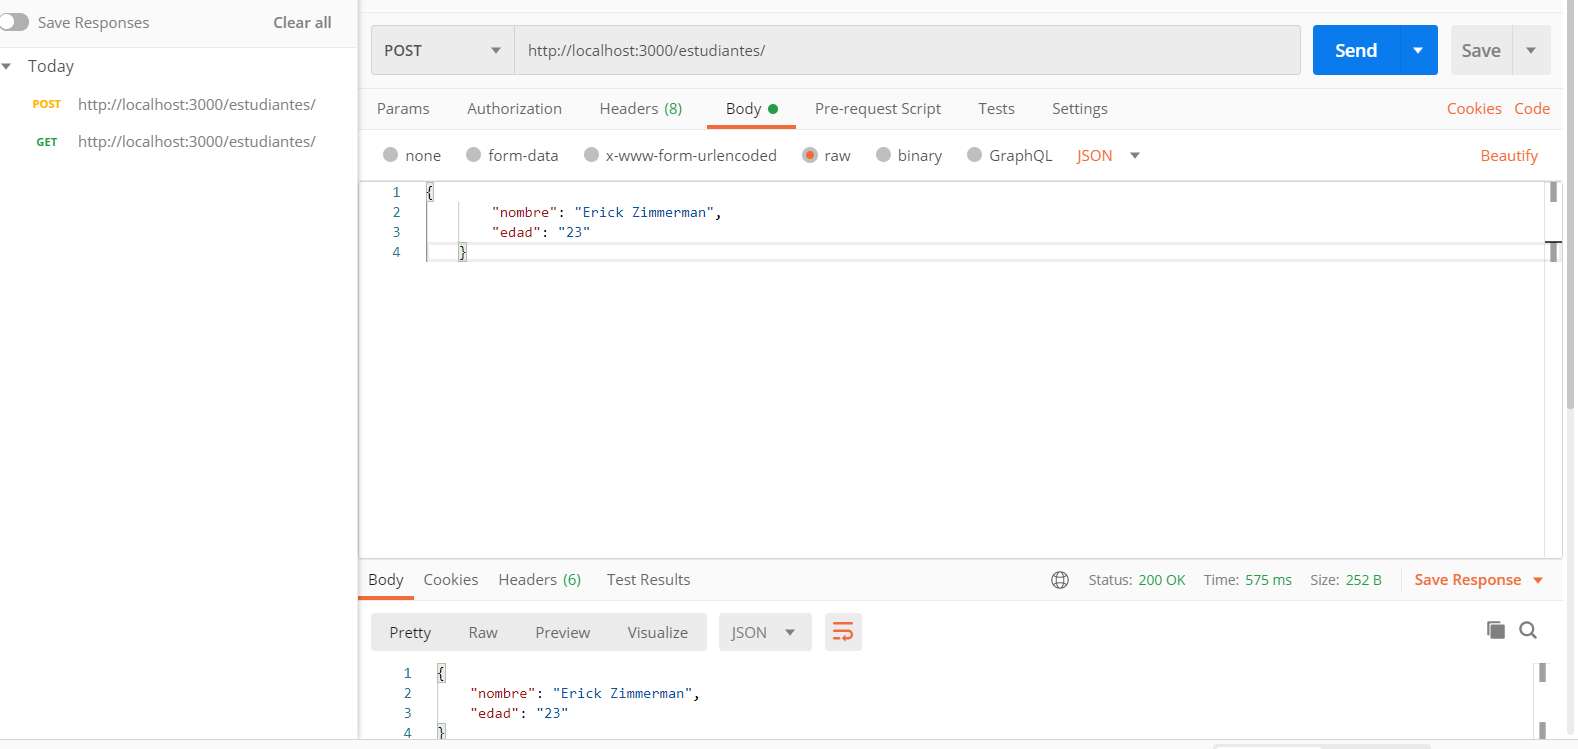 Save Responses
Clear all
Today
POST http://localhost:3000/estudiantes/
GET http://localhost:3000/estudiantes/
POST http://localhost:3000/estudiantes/ Send Save
Params Authorization Headers (8) Body Pre-request Script Tests Settings Cookies Code
none form-data x-www-form-urlencoded raw binary GraphQL JSON Beautify
1 {
2 "nombre": "Erick Zimmerman",
3 "edad": "23"
4 }
Body Cookies Headers (6) Test Results Status: 200 OK Time: 575 ms Size: 252 B Save Response
Pretty Raw Preview Visualize JSON
1 {
2 "nombre": "Erick Zimmerman",
3 "edad": "23"
4 }